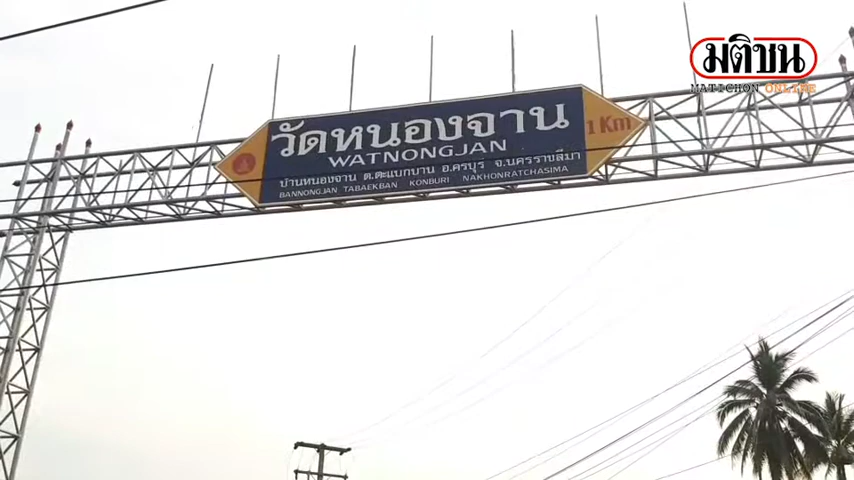 มติชน
MATICHON ONLINE
วัดหนองจาน
1 Km
WATNONGJAN
บ้านหนองจาน ต.ตะแบกบาน อ.ครบุรี จ.นครราชสีมา
BANNONGJAN TABAEKBAN KONBURI NAKHONRATCHASIMA